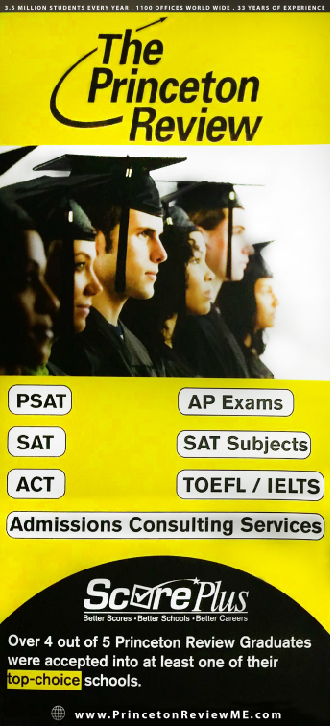 3.5 MILLION STUDENTS EVERY YEAR . 1100 OFFICES WORLD WIDE . 33 YEARS OF EXPERIENCE
The
Princeton
Review
PSAT
AP Exams
SAT
SAT Subjects
ACT
TOEFL / IELTS
Admissions Consulting Services
Score Plus
Better Scores • Better Schools • Better Careers
Over 4 out of 5 Princeton Review Graduates
were accepted into at least one of their
top-choice schools.
www.PrincetonReviewME.com